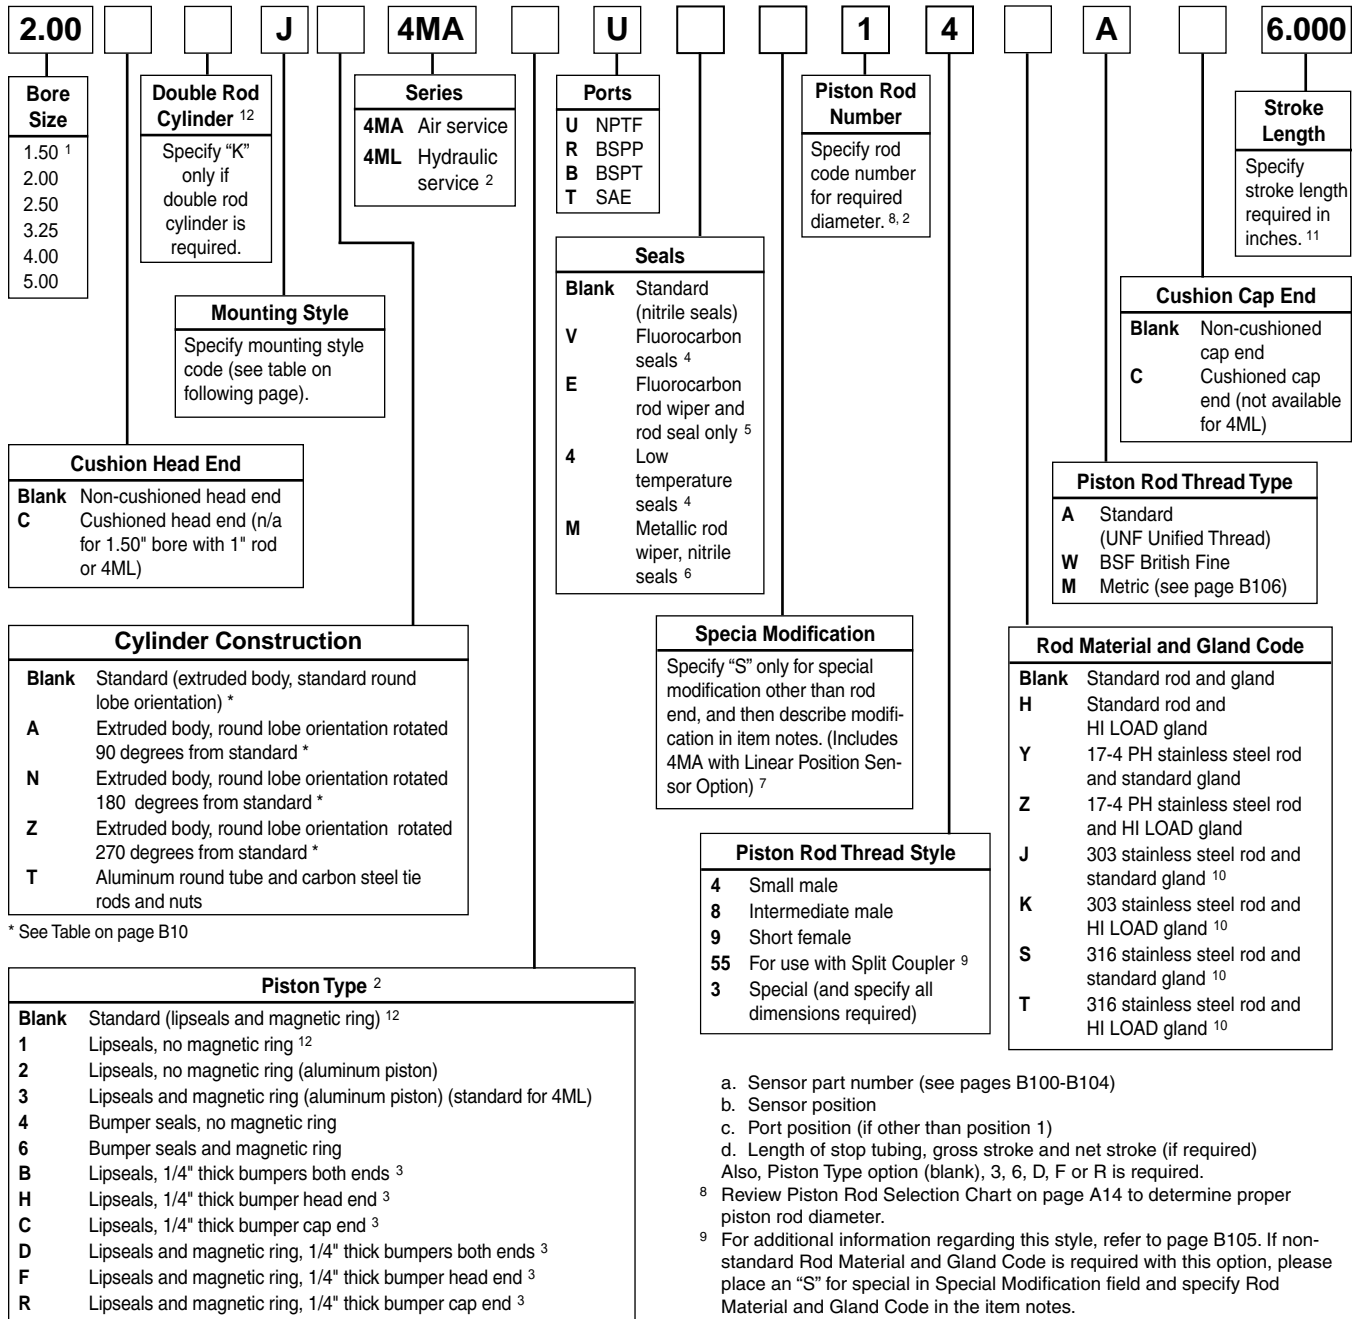 2.00 J 4MA U 1 4 A 6.000
Bore
Size
1.50 1
2.00
2.50
3.25
4.00
5.00
Double Rod
Cylinder 12
Specify “K”
only if
double rod
cylinder is
required.
Series
4MA Air service
4ML Hydraulic
service 2
Ports
U NPTF
R BSPP
B BSPT
T SAE
Piston Rod
Number
Specify rod
code number
for required
diameter. 8, 2
Stroke
Length
Specify
stroke length
required in
inches. 11
Mounting Style
Specify mounting style
code (see table on
following page).
Seals
Blank Standard
(nitrile seals)
V Fluorocarbon
seals 4
E Fluorocarbon
rod wiper and
rod seal only 5
4 Low
temperature
seals 4
M Metallic rod
wiper, nitrile
seals 6
Cushion Cap End
Blank Non-cushioned
cap end
C Cushioned cap
end (not available
for 4ML)
Cushion Head End
Blank Non-cushioned head end
C Cushioned head end (n/a
for 1.50" bore with 1" rod
or 4ML)
Piston Rod Thread Type
A Standard
(UNF Unified Thread)
W BSF British Fine
M Metric (see page B106)
Cylinder Construction
Blank Standard (extruded body, standard round
lobe orientation) *
A Extruded body, round lobe orientation rotated
90 degrees from standard *
N Extruded body, round lobe orientation rotated
180 degrees from standard *
Z Extruded body, round lobe orientation rotated
270 degrees from standard *
T Aluminum round tube and carbon steel tie
rods and nuts
* See Table on page B10
Specia Modification
Specify “S” only for special
modification other than rod
end, and then describe modifi-
cation in item notes. (Includes
4MA with Linear Position Sen-
sor Option) 7
Rod Material and Gland Code
Blank Standard rod and gland
H Standard rod and
HI LOAD gland
Y 17-4 PH stainless steel rod
and standard gland
Z 17-4 PH stainless steel rod
and HI LOAD gland
J 303 stainless steel rod and
standard gland 10
K 303 stainless steel rod and
HI LOAD gland 10
S 316 stainless steel rod and
standard gland 10
T 316 stainless steel rod and
HI LOAD gland 10
Piston Rod Thread Style
4 Small male
8 Intermediate male
9 Short female
55 For use with Split Coupler 9
3 Special (and specify all
dimensions required)
Piston Type 2
Blank Standard (lipseals and magnetic ring) 12
1 Lipseals, no magnetic ring 12
2 Lipseals, no magnetic ring (aluminum piston)
3 Lipseals and magnetic ring (aluminum piston) (standard for 4ML)
4 Bumper seals, no magnetic ring
6 Bumper seals and magnetic ring
B Lipseals, 1/4" thick bumpers both ends 3
H Lipseals, 1/4" thick bumper head end 3
C Lipseals, 1/4" thick bumper cap end 3
D Lipseals and magnetic ring, 1/4" thick bumpers both ends 3
F Lipseals and magnetic ring, 1/4" thick bumper head end 3
R Lipseals and magnetic ring, 1/4" thick bumper cap end 3
a. Sensor part number (see pages B100-B104)
b. Sensor position
c. Port position (if other than position 1)
d. Length of stop tubing, gross stroke and net stroke (if required)
Also, Piston Type option (blank), 3, 6, D, F or R is required.
8 Review Piston Rod Selection Chart on page A14 to determine proper
piston rod diameter.
9 For additional information regarding this style, refer to page B105. If non-
standard Rod Material and Gland Code is required with this option, please
place an “S” for special in Special Modification field and specify Rod
Material and Gland Code in the item notes.